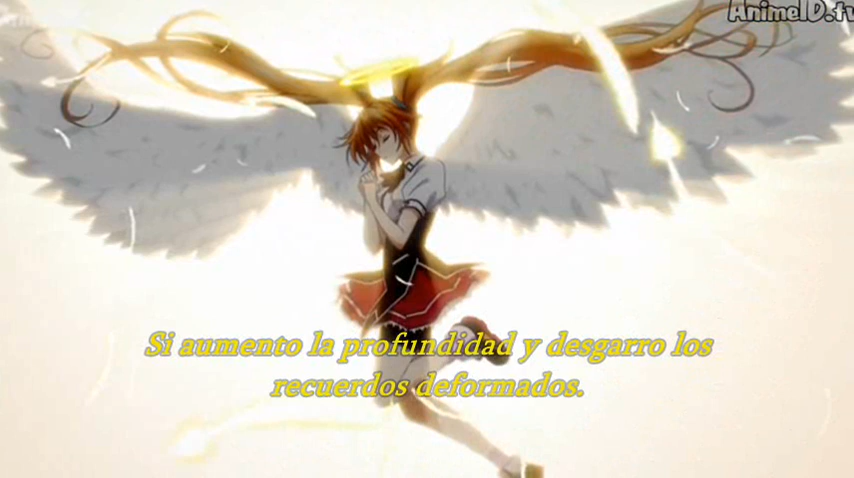 AnimeID.tv
Si aumento la profundidad y desgarro los
recuerdos deformados.